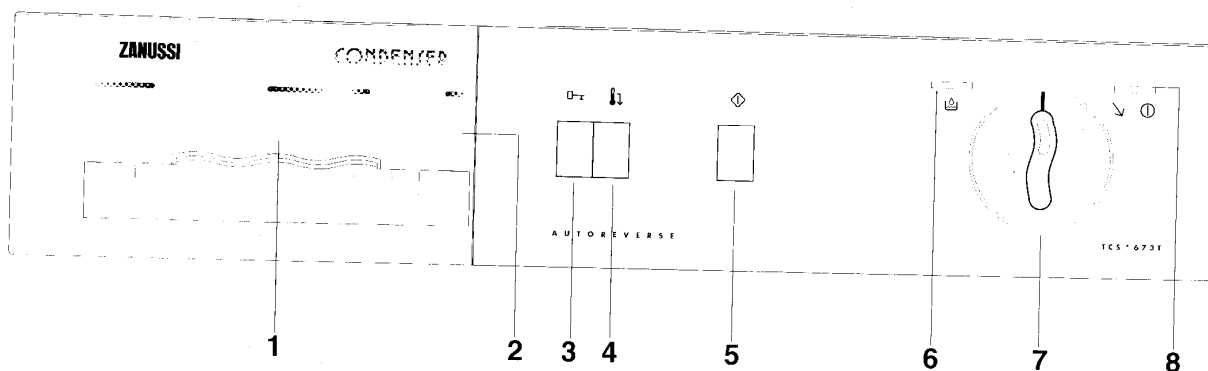 ZANUSSI
CONDENSER
AUTOREVERSE
TCS 673T
1 2 3 4 5 6 7 8